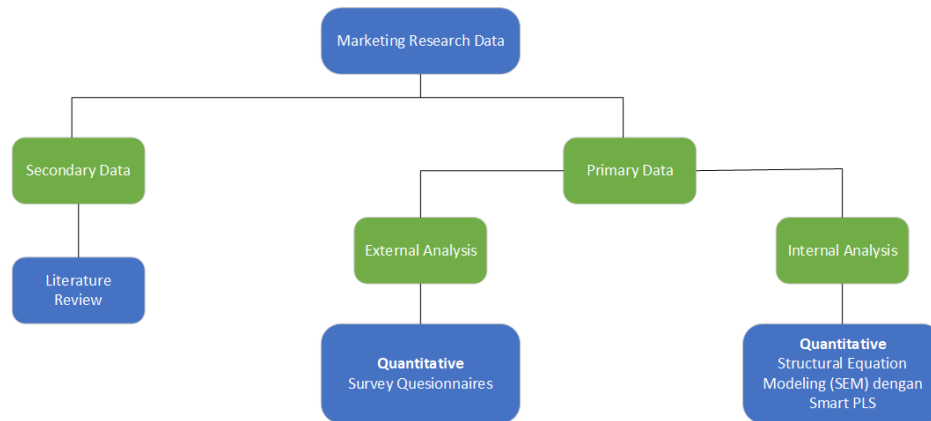 Marketing Research Data
Secondary Data
Primary Data
External Analysis
Internal Analysis
Literature
Review
Quantitative
Survey Quesionnaires
Quantitative
Structural Equation
Modeling (SEM) dengan
Smart PLS